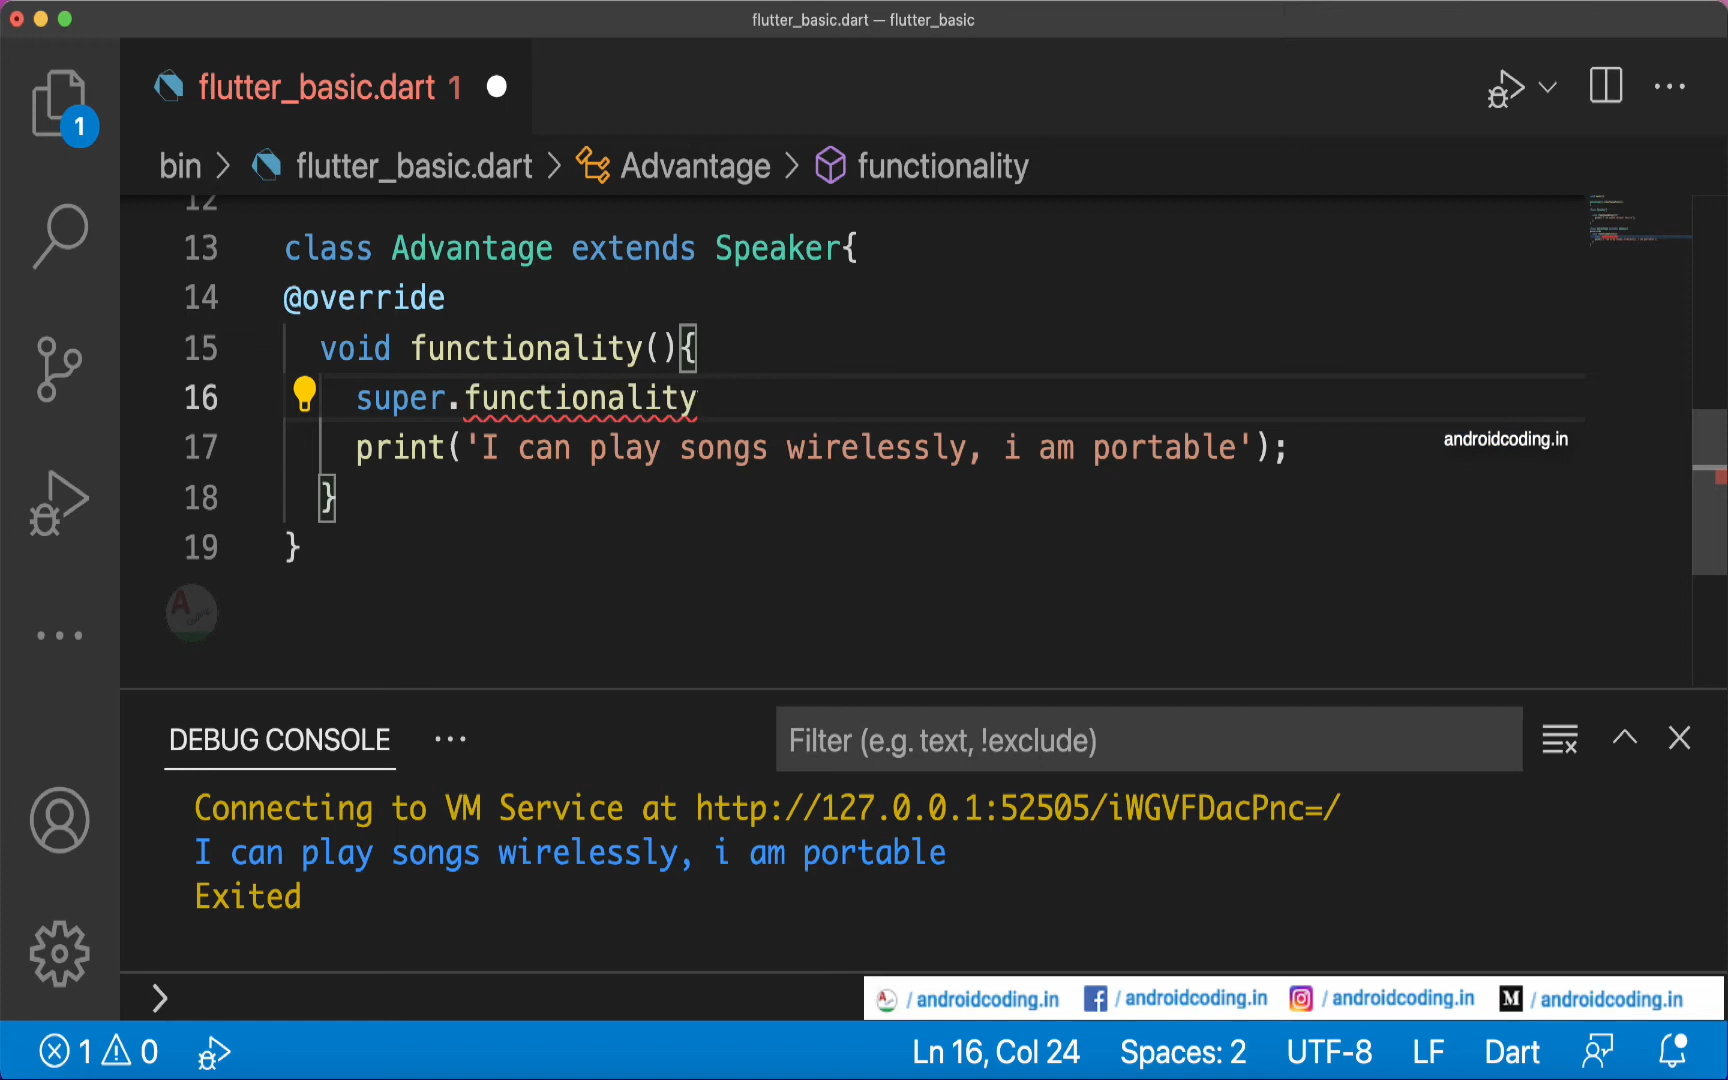 flutter_basic.dart — flutter_basic
flutter_basic.dart 1
1
bin > flutter_basic.dart > Advantage > functionality
12
13 class Advantage extends Speaker{
14 @override
15 void functionality(){
16 super.functionality
17 print('I can play songs wirelessly, i am portable');
androidcoding.in
18 }
19 }
DEBUG CONSOLE
Filter (e.g. text, !exclude)
Connecting to VM Service at http://127.0.0.1:52505/iWGVFDacPnc=/
I can play songs wirelessly, i am portable
Exited
/ androidcoding.in / androidcoding.in / androidcoding.in M / androidcoding.in
1 0 Ln 16, Col 24 Spaces: 2 UTF-8 LF Dart